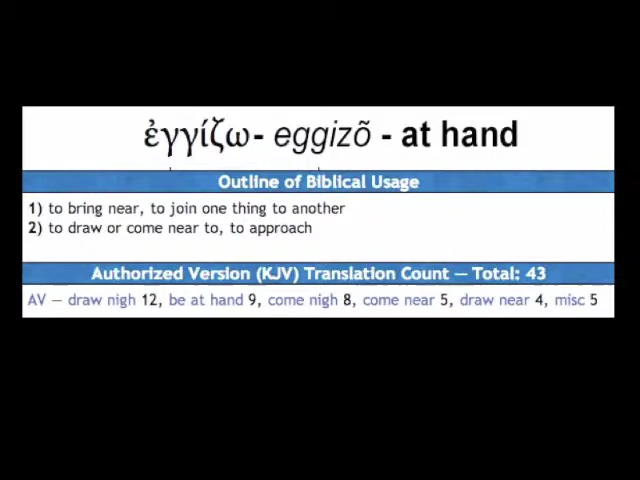 ἐγγίζω- eggizõ - at hand
Outline of Biblical Usage
1) to bring near, to join one thing to another
2) to draw or come near to, to approach
Authorized Version (KJV) Translation Count — Total: 43
AV — draw nigh 12, be at hand 9, come nigh 8, come near 5, draw near 4, misc 5